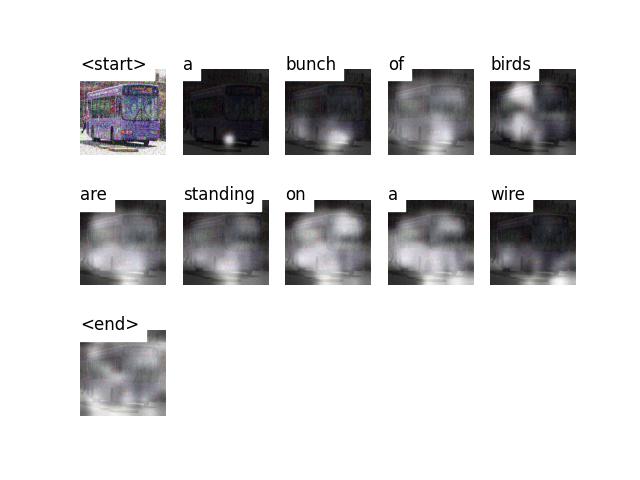 <start> a bunch of birds
are standing on a wire
<end>